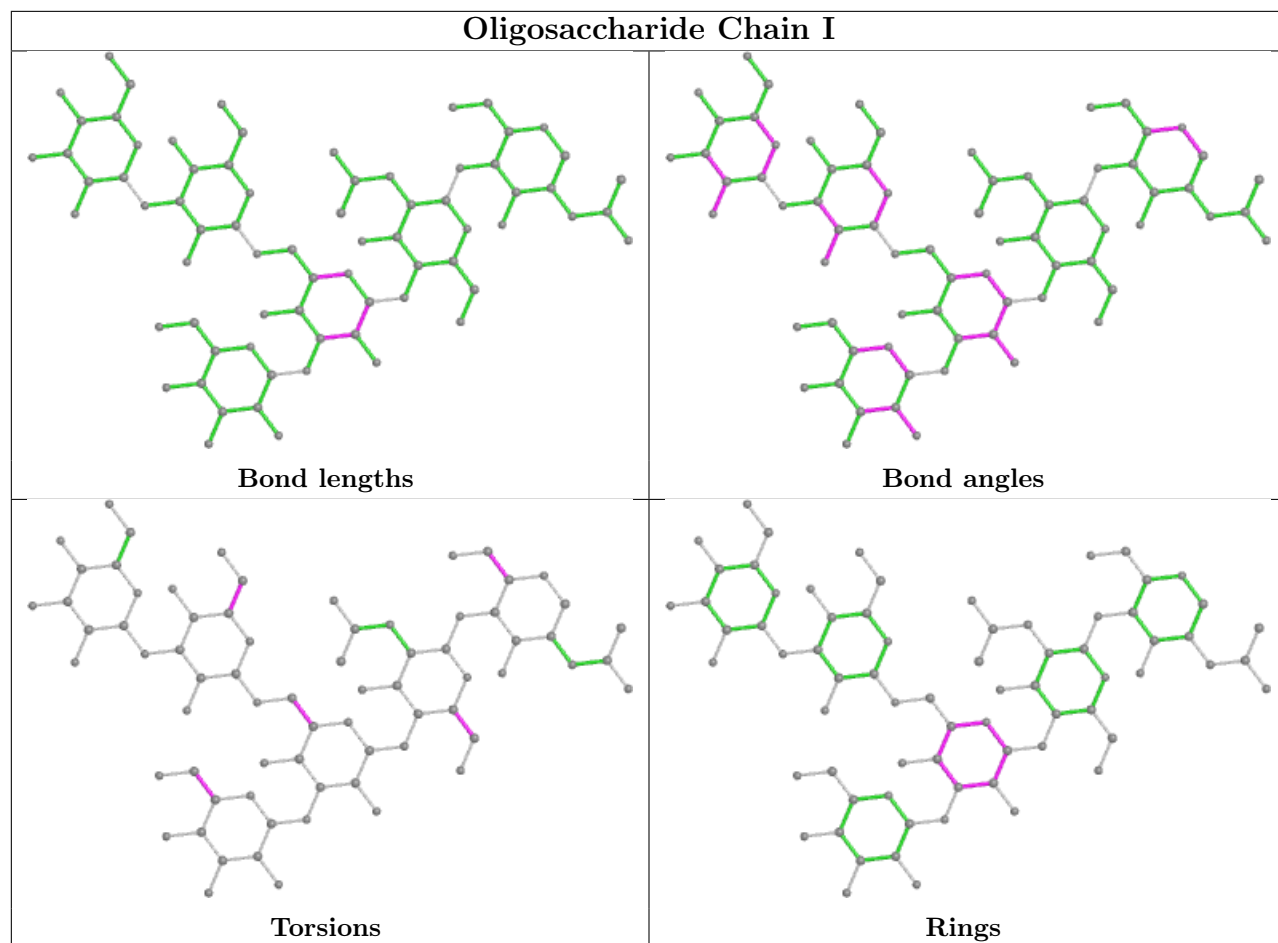 Oligosaccharide Chain I
Bond lengths
Bond angles
Torsions
Rings